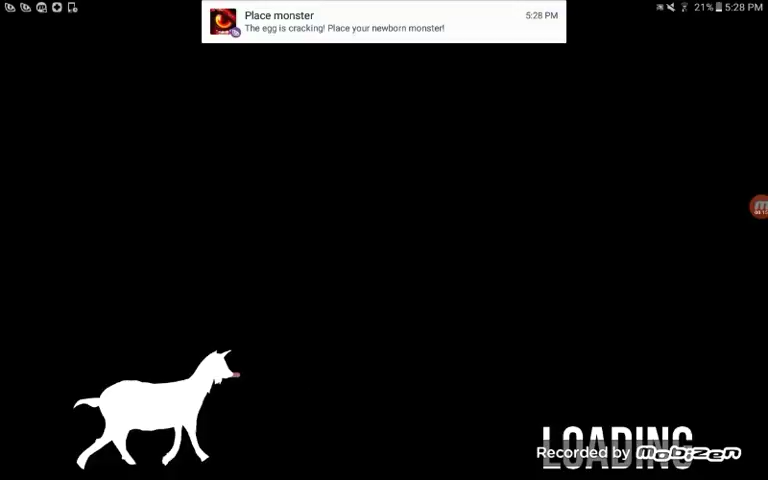 Place monster 5:28 PM
The egg is cracking! Place your newborn monster!
21% 5:28 PM
LOADING
Recorded by Mobizen